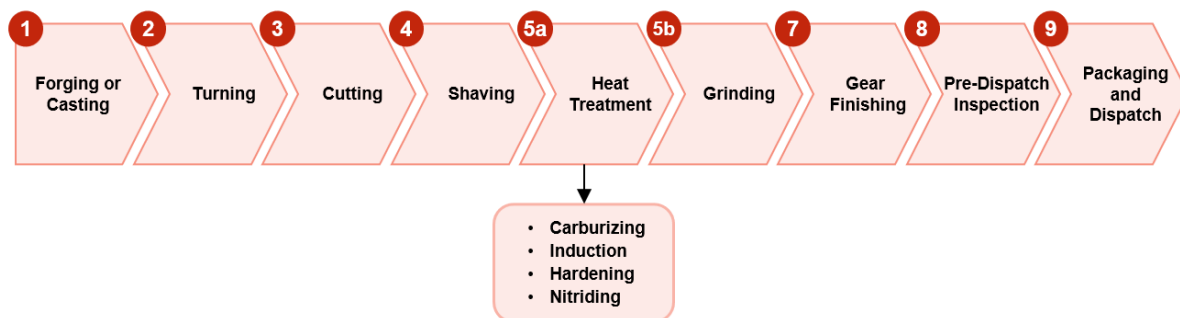 1
Forging or
Casting
2
Turning
3
Cutting
4
Shaving
5a
Heat
Treatment
5b
Grinding
7
Gear
Finishing
8
Pre-Dispatch
Inspection
9
Packaging
and
Dispatch
• Carburizing
• Induction
• Hardening
• Nitriding